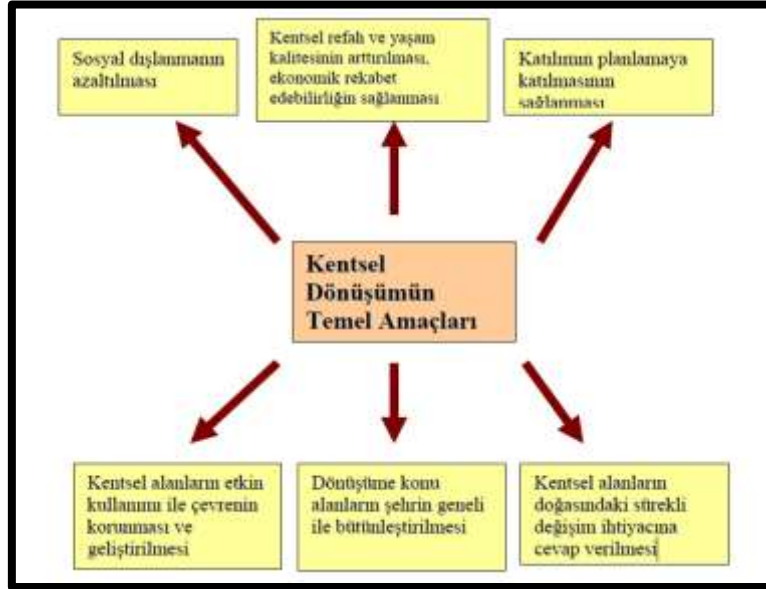 Sosyal dışlanmanın
azaltılması
Kentsel refah ve yaşam
kalitesinin arttırılması,
ekonomik rekabet
edebilirliğin sağlanması
Katılımın planlamaya
katılmasının
sağlanması
Kentsel
Dönüşümün
Temel Amaçları
Kentsel alanların etkin
kullanımı ile çevrenin
korunması ve
geliştirilmesi
Dönüşüme konu
alanların şehrin geneli
ile bütünleştirilmesi
Kentsel alanların
doğasındaki sürekli
değişim ihtiyacına
cevap verilmesi